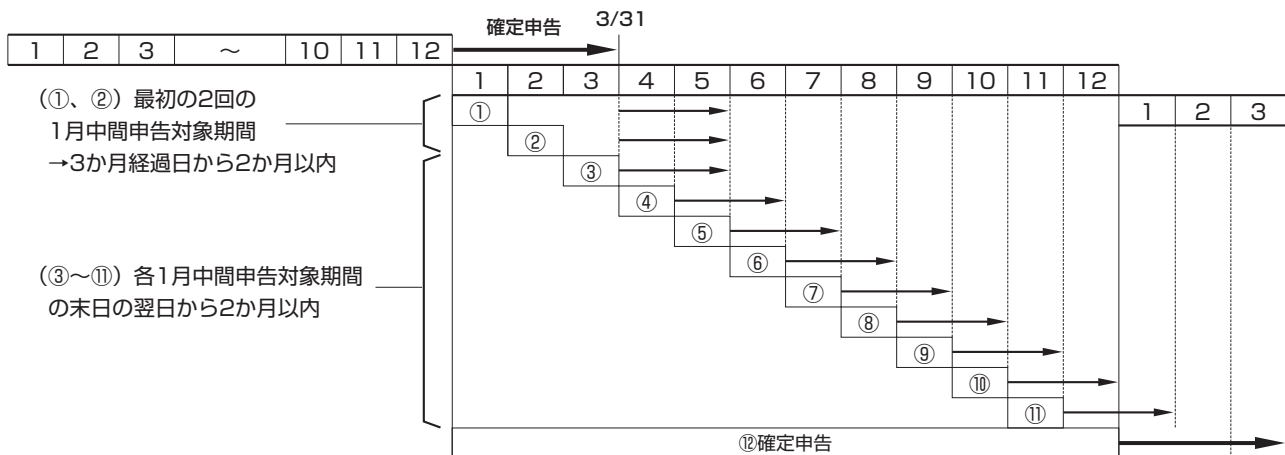 確定申告
3/31
1 2 3 ～ 10 11 12
1 2 3 4 5 6 7 8 9 10 11 12
1 2 3
（①、②）最初の2回の
1月中間申告対象期間
→3か月経過日から2か月以内
①
②
③
④
⑤
⑥
（③～⑪）各1月中間申告対象期間
の末日の翌日から2か月以内
⑦
⑧
⑨
⑩
⑪
⑫確定申告